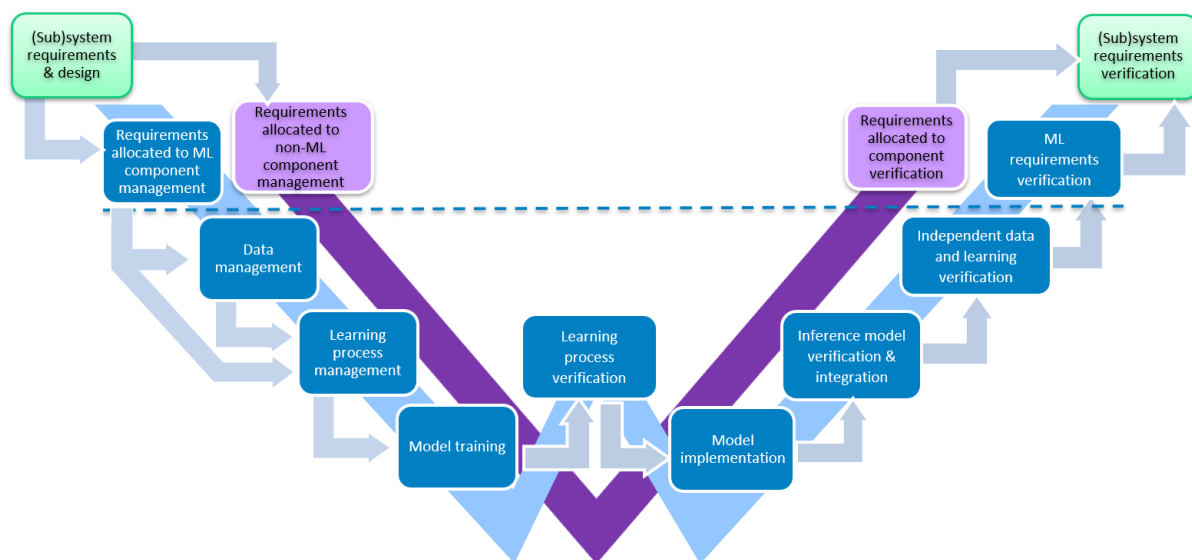 (Sub)system
requirements
& design
(Sub)system
requirements
verification
Requirements
allocated to ML
component
management
Requirements
allocated to
non-ML
component
management
Requirements
allocated to
component
verification
ML
requirements
verification
Data
management
Independent data
and learning
verification
Learning
process
management
Learning
process
verification
Inference model
verification &
integration
Model training
Model
implementation